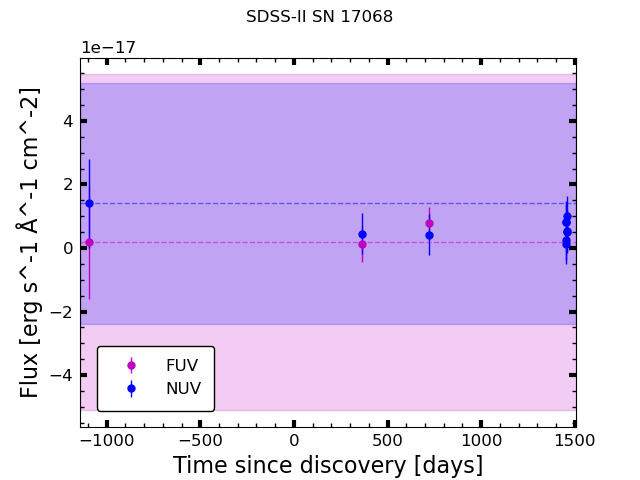 SDSS-II SN 17068
1e−17
4
2
0
−2
−4
Flux [erg s^-1 Å^-1 cm^-2]
FUV
NUV
−1000 −500 0 500 1000 1500
Time since discovery [days]